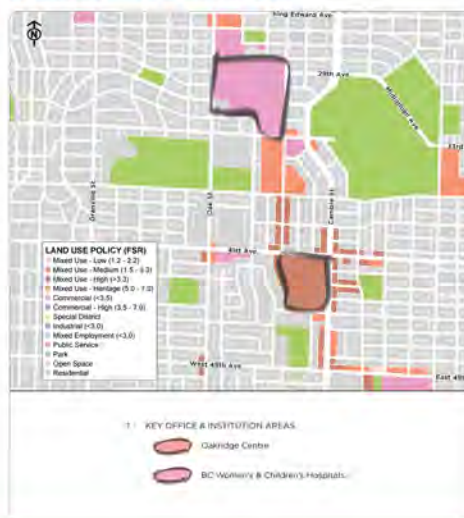 King Edward Ave
N
29th Ave
Midlothian Ave
33rd
Granville St
Oak St
Cambie St
41st Ave
LAND USE POLICY (FSR)
Mixed Use - Low (1.2 - 2.2)
Mixed Use - Medium (1.5 - 3.3)
Mixed Use - High (>3.3)
Mixed Use - Heritage (5.0 - 7.0)
Commercial (<3.5)
Commercial - High (3.5 - 7.0)
Special District
Industrial (<3.0)
Mixed Employment (<3.0)
Public Service
Park
Open Space
Residential
West 49th Ave
East 49
KEY OFFICE & INSTITUTION AREAS
Oakridge Centre
BC Women's & Children's Hospitals